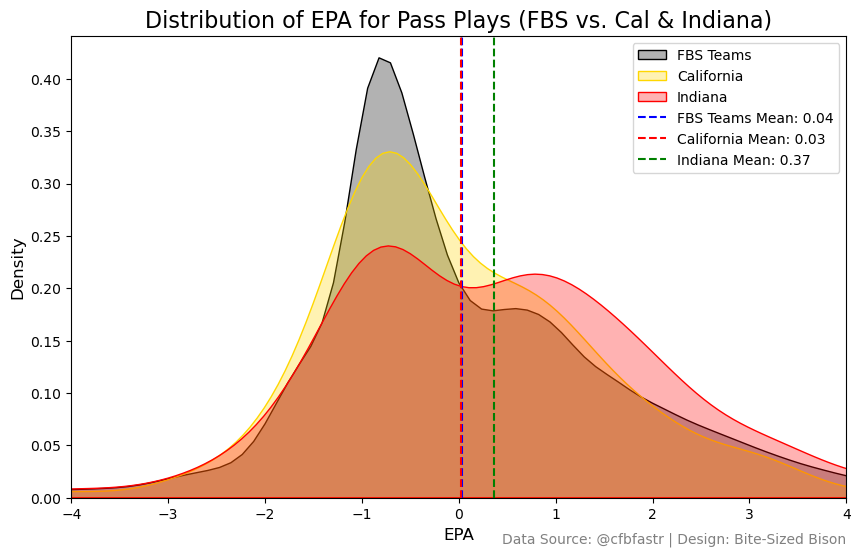 Distribution of EPA for Pass Plays (FBS vs. Cal & Indiana)
FBS Teams
California
Indiana
FBS Teams Mean: 0.04
California Mean: 0.03
Indiana Mean: 0.37
Density
0.40
0.35
0.30
0.25
0.20
0.15
0.10
0.05
0.00
−4 −3 −2 −1 0 1 2 3 4
EPA
Data Source: @cfbfastr | Design: Bite-Sized Bison